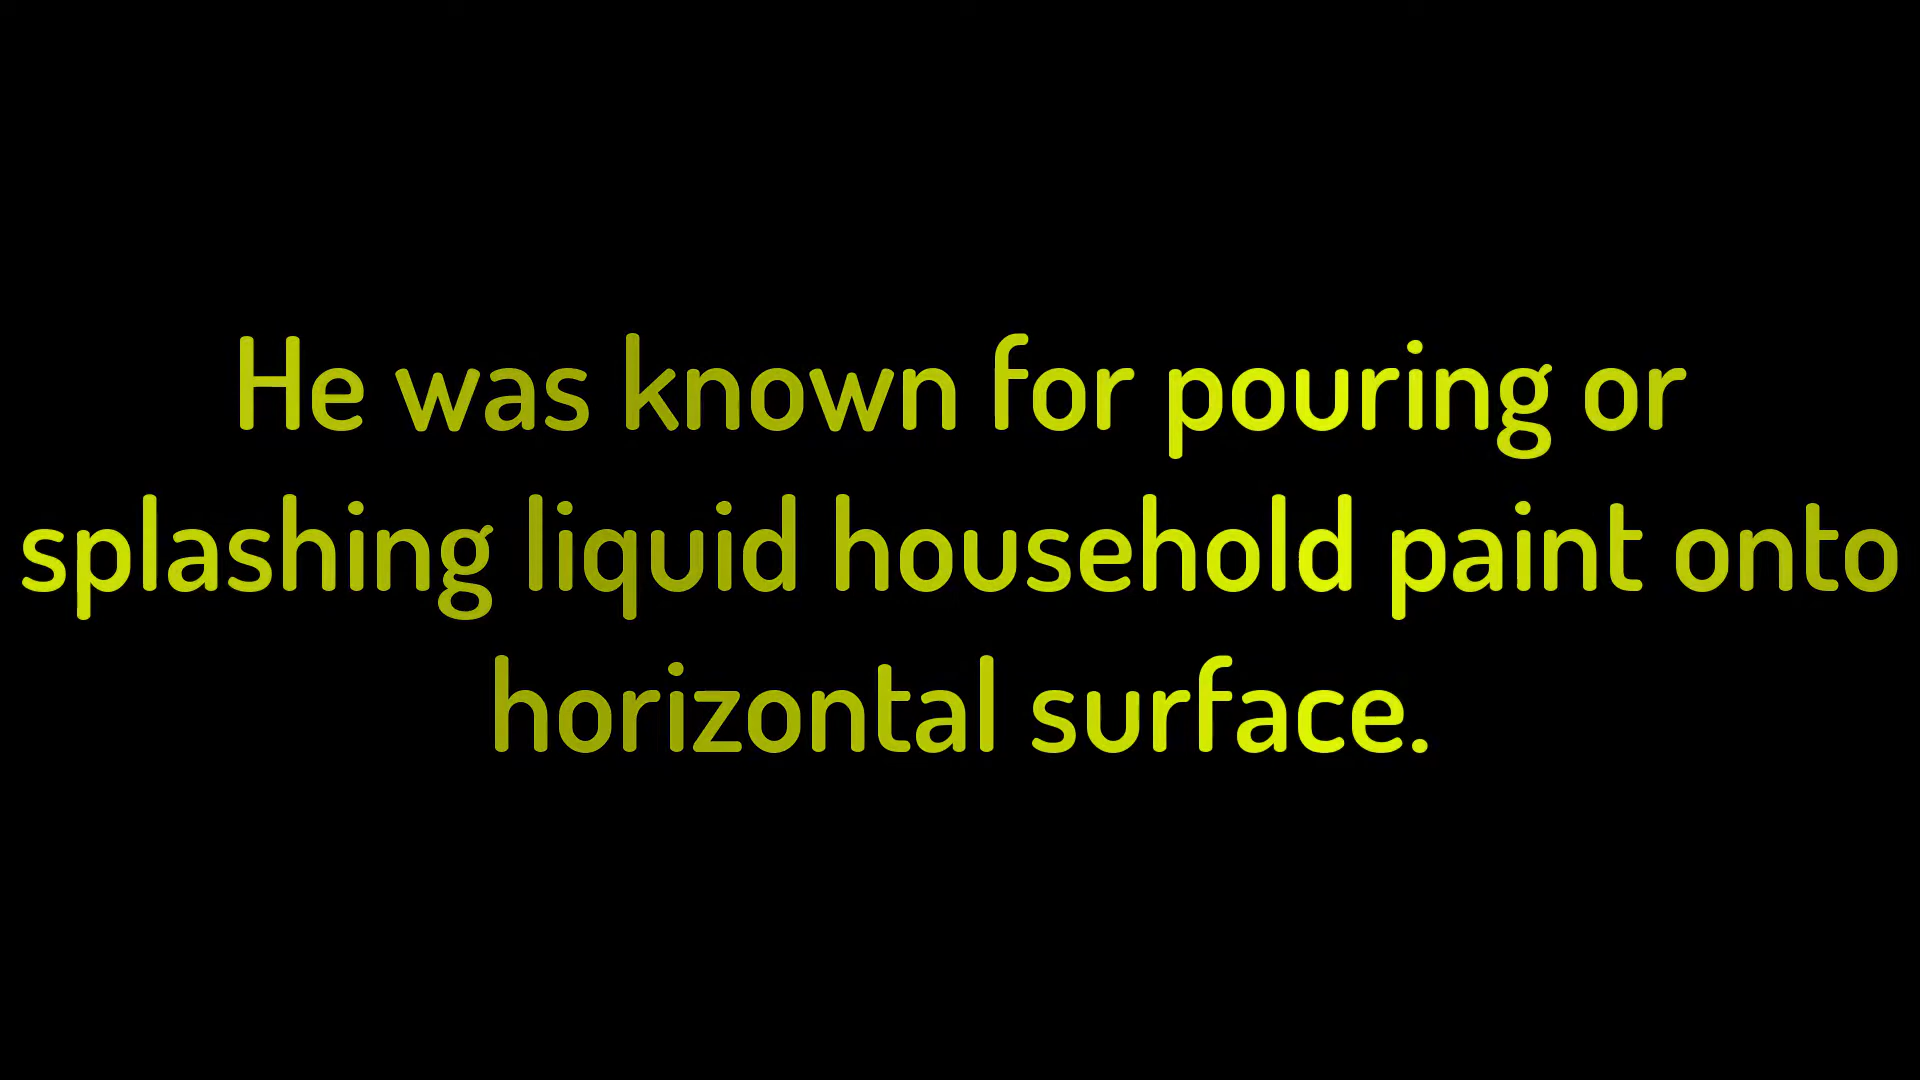 He was known for pouring or
splashing liquid household paint onto
horizontal surface.